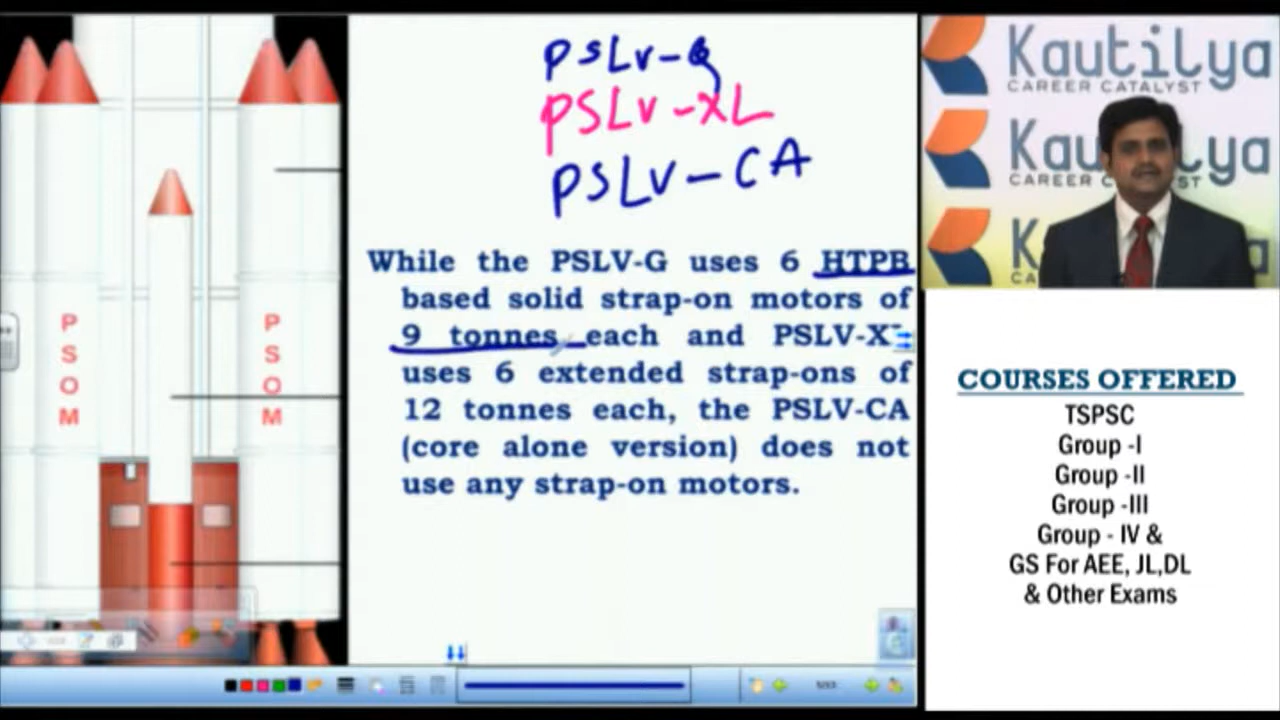 PSLV-G
PSLV-XL
PSLV-CA
While the PSLV-G uses 6 HTPB
based solid strap-on motors of
9 tonnes each and PSLV-X
uses 6 extended strap-ons of
12 tonnes each, the PSLV-CA
(core alone version) does not
use any strap-on motors.
P
S
O
M
P
S
O
M
Kautilya
CAREER CATALYST
Kautilya
CAREER CATALYST
K
CA
COURSES OFFERED
TSPSC
Group -I
Group -II
Group -III
Group - IV &
GS For AEE, JL,DL
& Other Exams